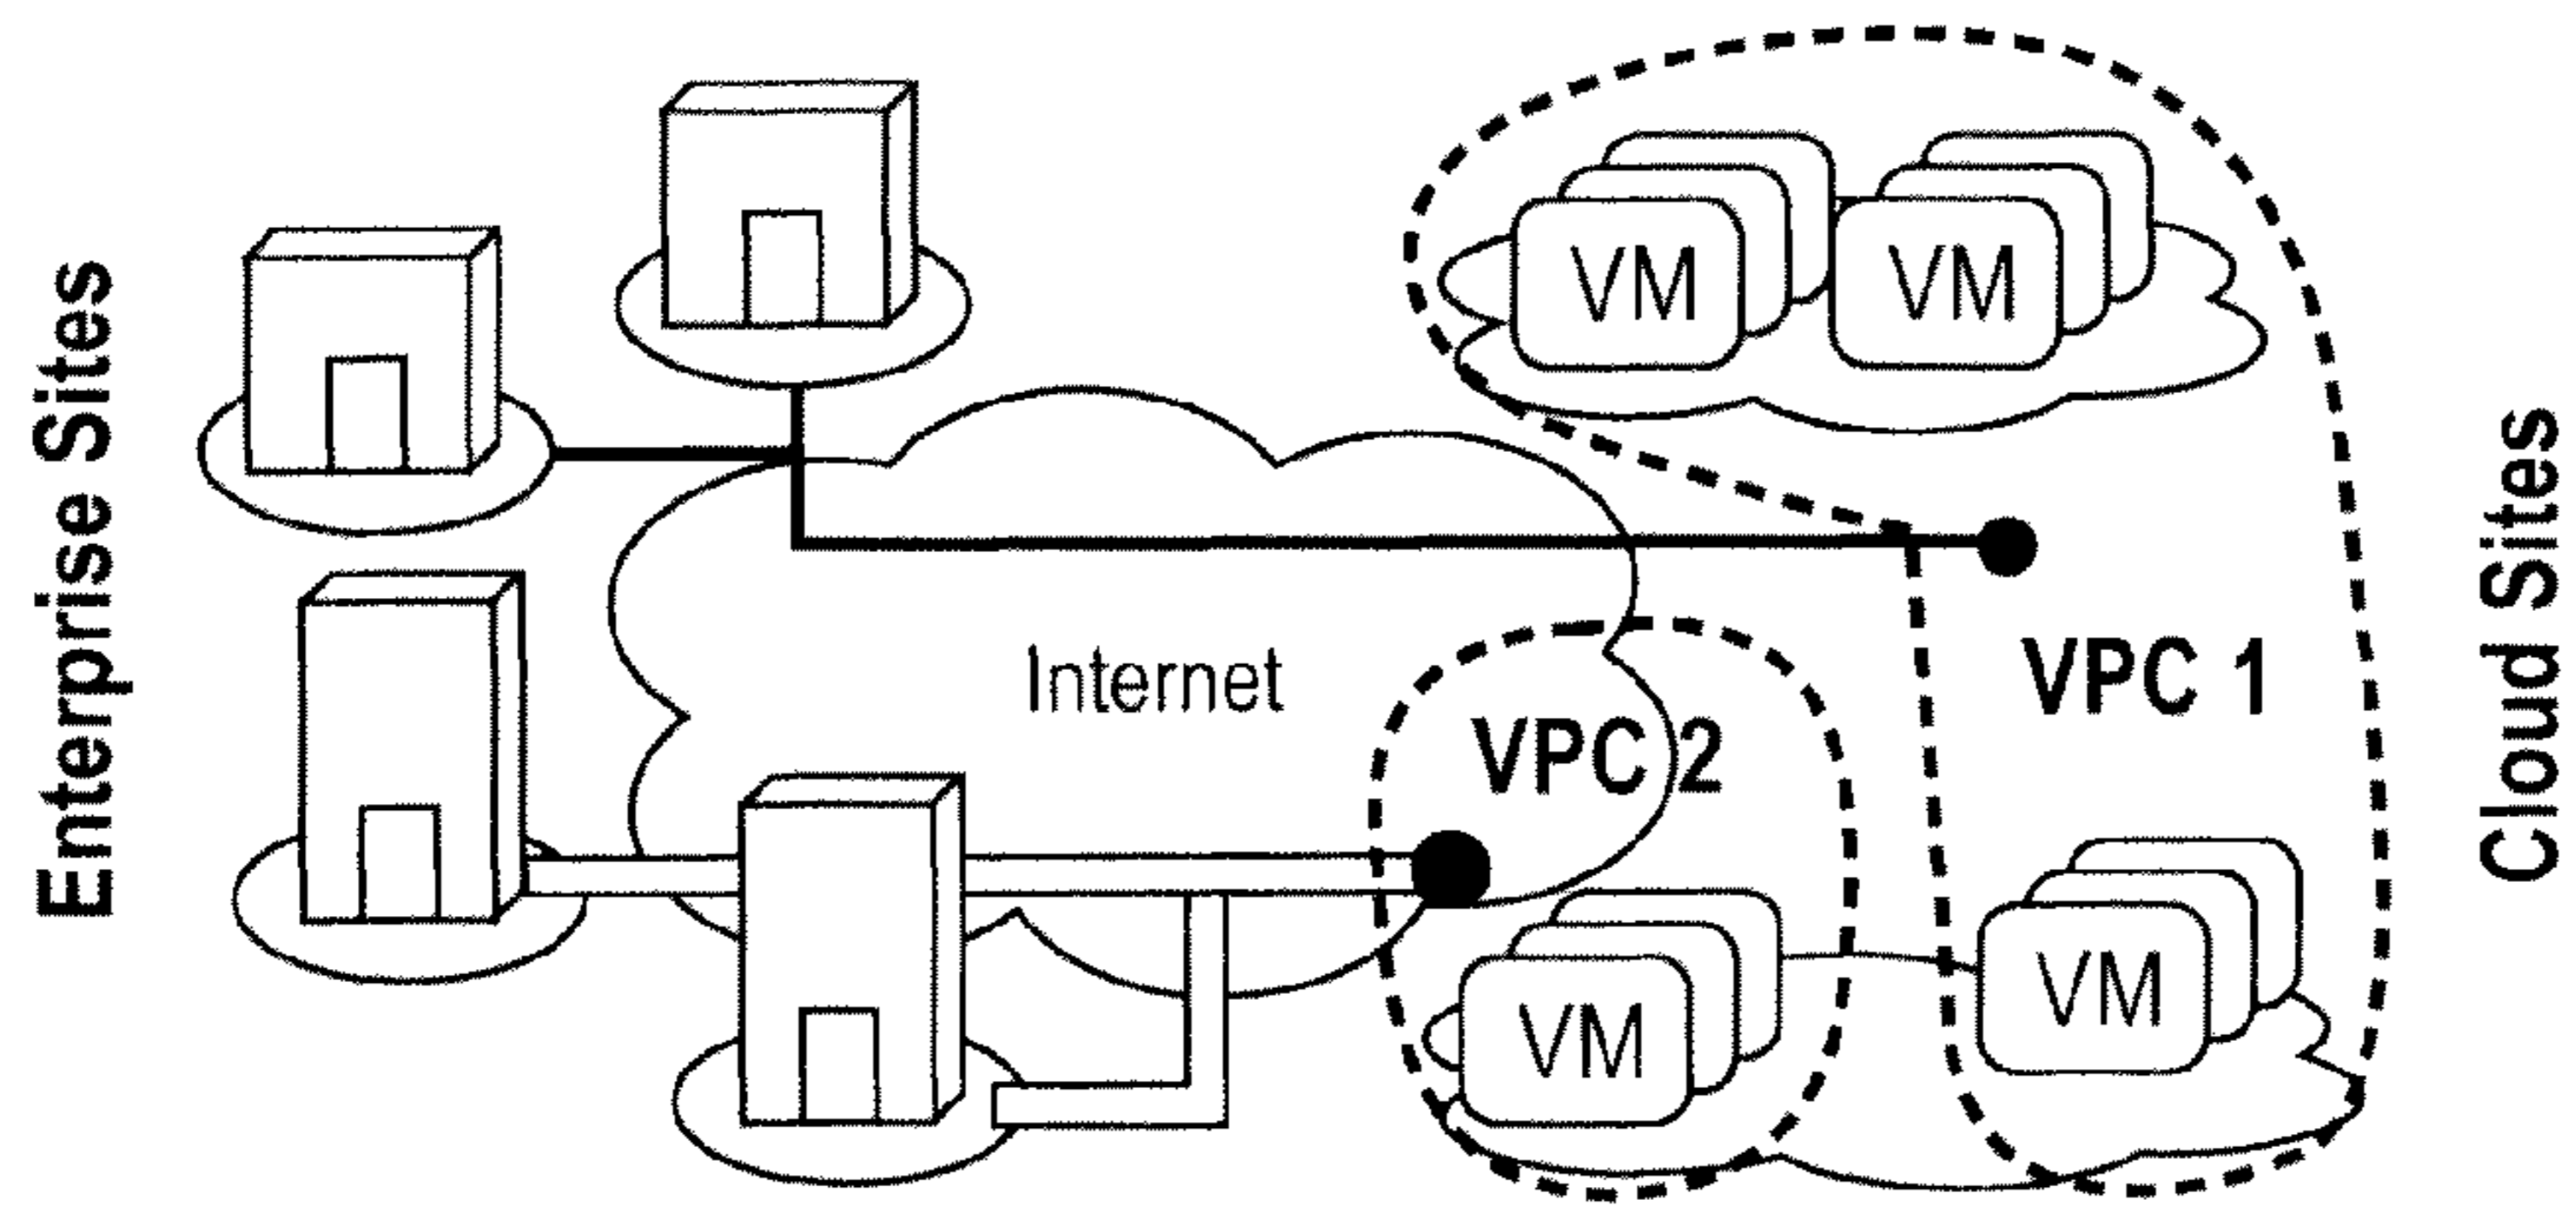 Enterprise Sites
VM
VM
Internet
VPC 1
VPC 2
VM
VM
Cloud Sites